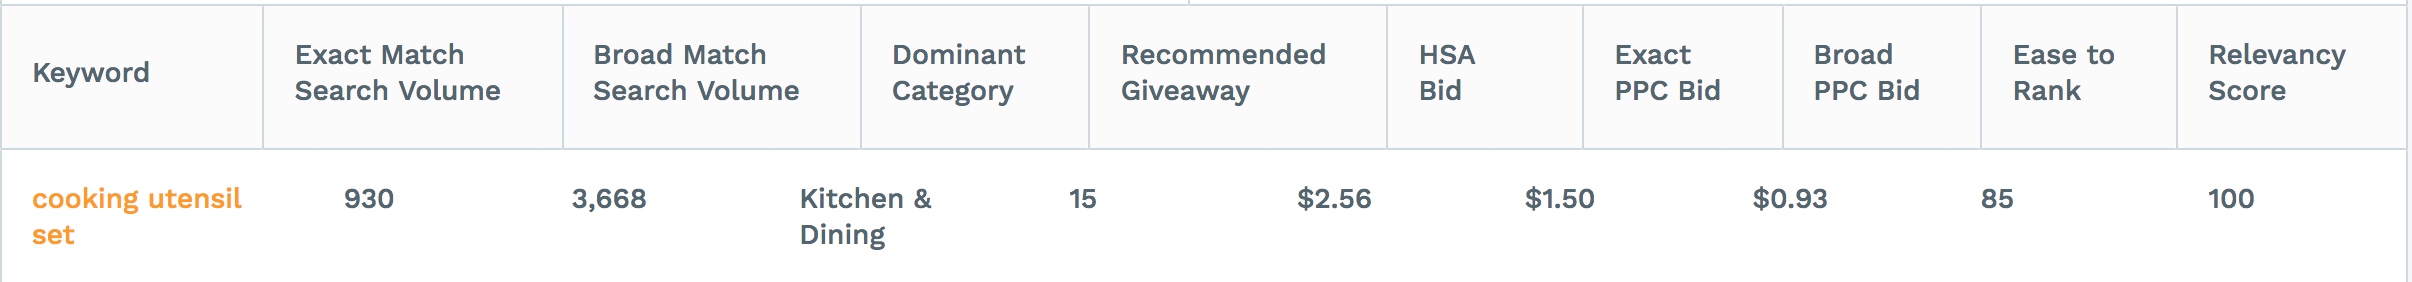 Keyword
Exact Match
Search Volume
Broad Match
Search Volume
Dominant
Category
Recommended
Giveaway
HSA
Bid
Exact
PPC Bid
Broad
PPC Bid
Ease to
Rank
Relevancy
Score
cooking utensil
set
930
3,668
Kitchen &
Dining
15
$2.56
$1.50
$0.93
85
100